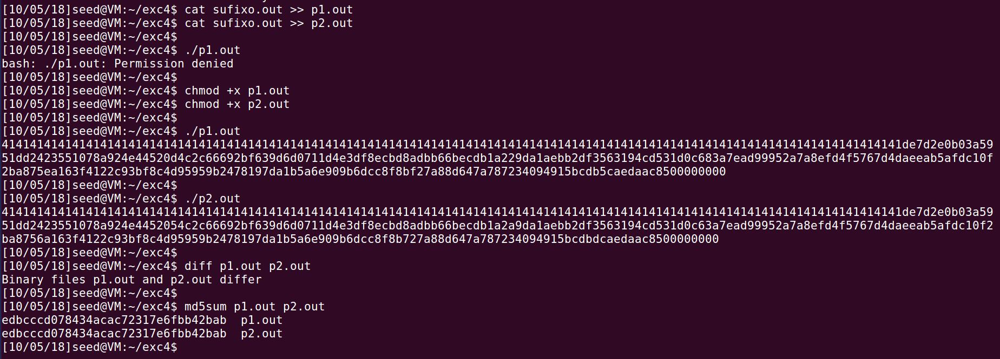 [10/05/18]seed@VM:~/exc4$ cat sufixo.out >> p1.out
[10/05/18]seed@VM:~/exc4$ cat sufixo.out >> p2.out
[10/05/18]seed@VM:~/exc4$
[10/05/18]seed@VM:~/exc4$ ./p1.out
bash: ./p1.out: Permission denied
[10/05/18]seed@VM:~/exc4$
[10/05/18]seed@VM:~/exc4$ chmod +x p1.out
[10/05/18]seed@VM:~/exc4$ chmod +x p2.out
[10/05/18]seed@VM:~/exc4$
[10/05/18]seed@VM:~/exc4$ ./p1.out
41414141414141414141414141414141414141414141414141414141414141414141414141414141414141414141414141414141414141414141414141414141de7d2e0b03a59
51dd2423551078a924e44520d4c2c66692bf639d6d0711d4e3df8ecbd8adbb66becdb1a229da1aebb2df3563194cd531d0c683a7ead99952a7a8efd4f5767d4daeeab5afdc10f
2ba875ea163f4122c93bf8c4d95959b2478197da1b5a6e909b6dcc8f8bf27a88d647a787234094915bcdb5caedaac8500000000
[10/05/18]seed@VM:~/exc4$
[10/05/18]seed@VM:~/exc4$ ./p2.out
41414141414141414141414141414141414141414141414141414141414141414141414141414141414141414141414141414141414141414141414141414141de7d2e0b03a59
51dd2423551078a924e4452054c2c66692bf639d6d0711d4e3df8ecbd8adbb66becdb1a2a9da1aebb2df3563194cd531d0c63a7ead99952a7a8efd4f5767d4daeeab5afdc10f2
ba8756a163f4122c93bf8c4d95959b2478197da1b5a6e909b6dcc8f8b727a88d647a787234094915bcdbdcaedaac8500000000
[10/05/18]seed@VM:~/exc4$
[10/05/18]seed@VM:~/exc4$ diff p1.out p2.out
Binary files p1.out and p2.out differ
[10/05/18]seed@VM:~/exc4$
[10/05/18]seed@VM:~/exc4$ md5sum p1.out p2.out
edbcccd078434acac72317e6fbb42bab  p1.out
edbcccd078434acac72317e6fbb42bab  p2.out
[10/05/18]seed@VM:~/exc4$